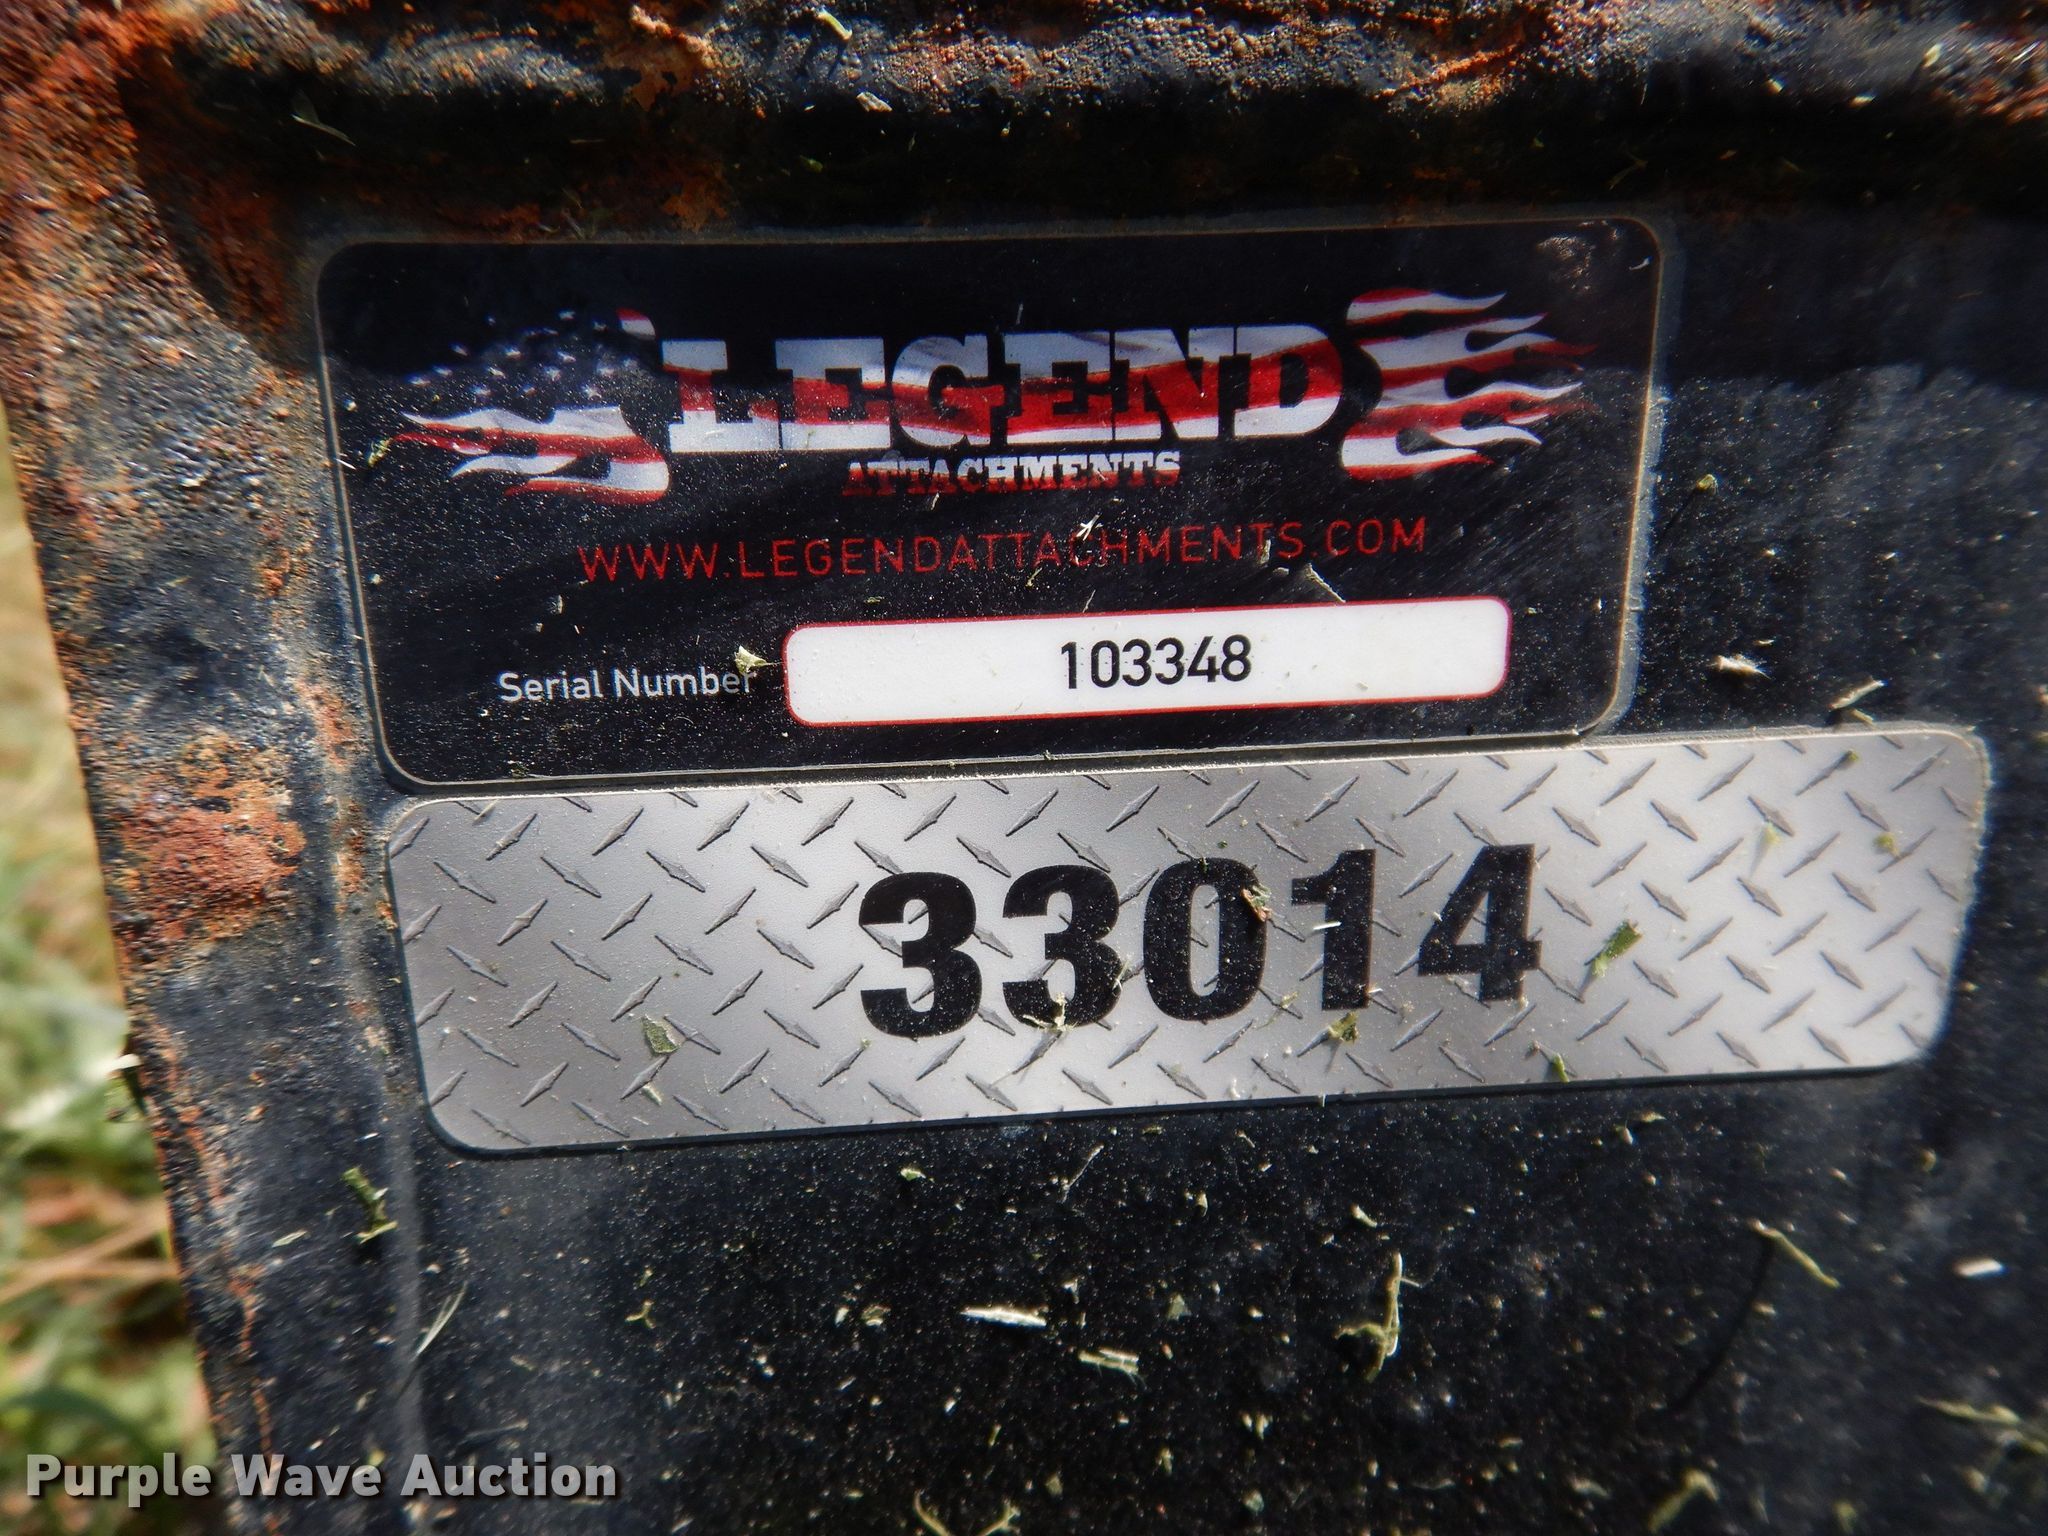 LEGEND
ATTACHMENTS
WWW.LEGENDATTACHMENTS.COM
Serial Number 103348
33014
Purple Wave Auction